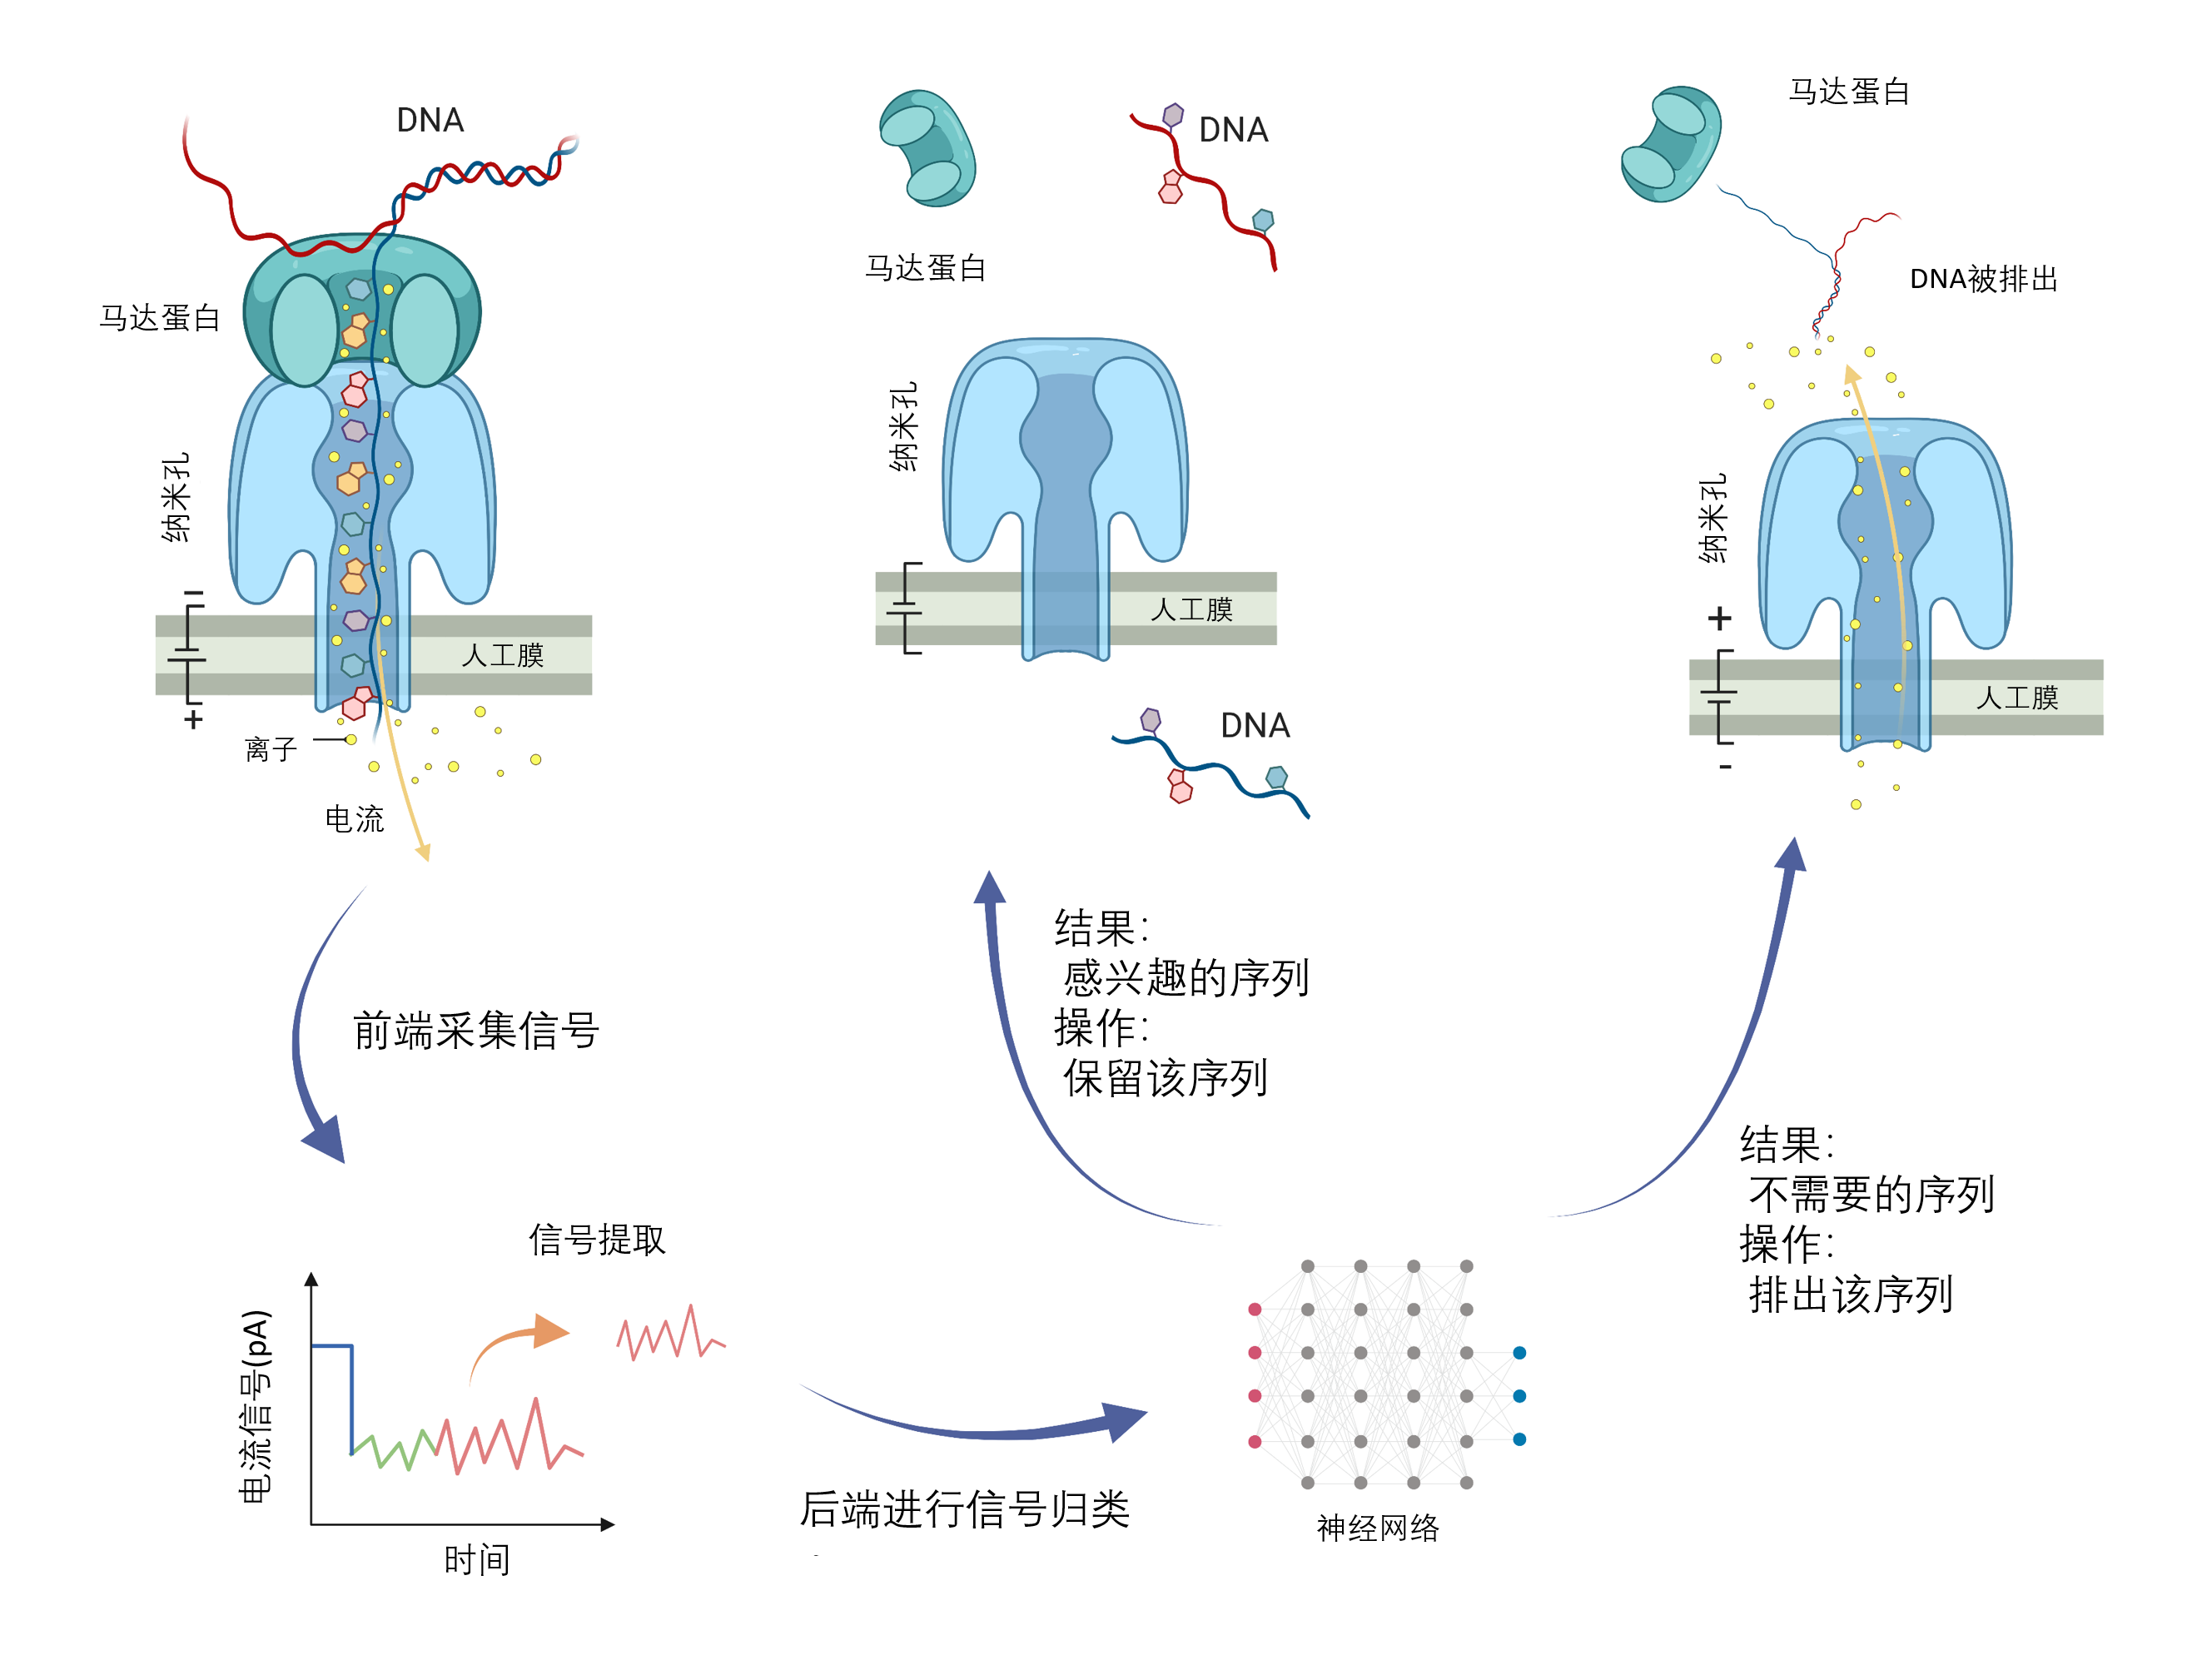 DNA
马达蛋白
纳米孔
-
+
人工膜
离子
电流
马达蛋白
DNA
纳米孔
人工膜
DNA
马达蛋白
DNA被排出
纳米孔
+
-
人工膜
前端采集信号
结果：
感兴趣的序列
操作：
保留该序列
结果：
不需要的序列
操作：
排出该序列
信号提取
电流信号(pA)
时间
后端进行信号归类
神经网络